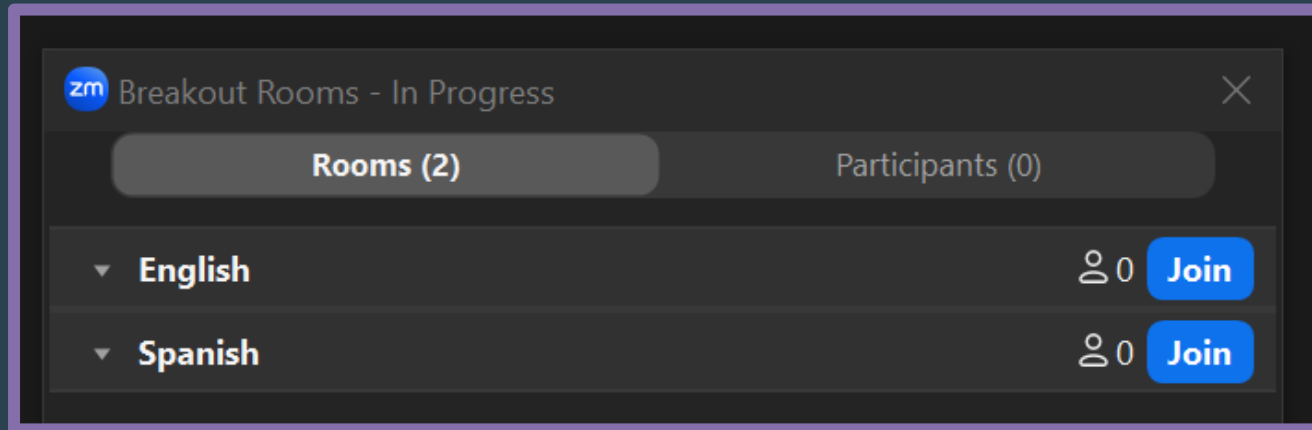 zm Breakout Rooms - In Progress
Rooms (2) Participants (0)
English 0 Join
Spanish 0 Join